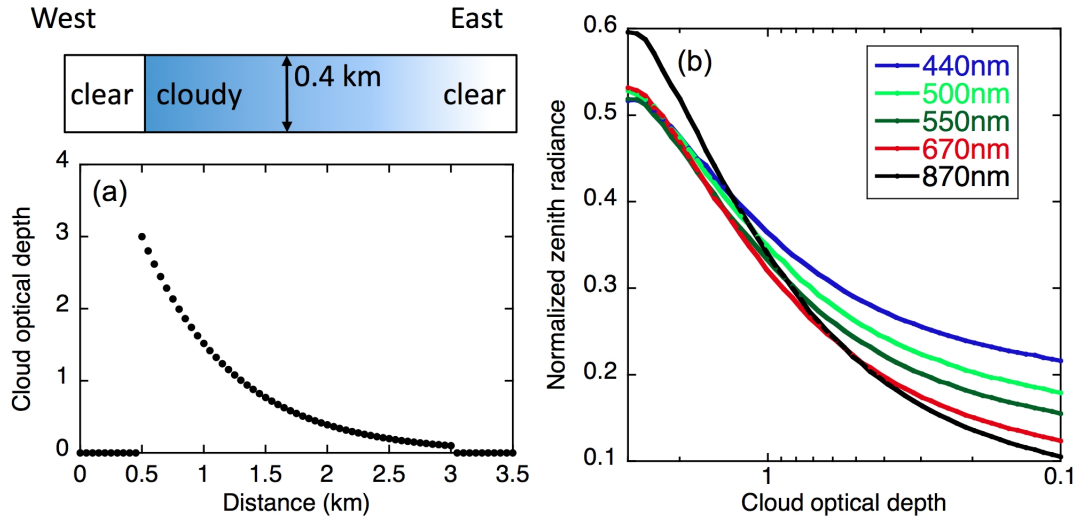 West
East
clear
cloudy
0.4 km
clear
(a)
Cloud optical depth
4
3
2
1
0
0 0.5 1 1.5 2 2.5 3 3.5
Distance (km)
(b)
Normalized zenith radiance
0.6
0.5
0.4
0.3
0.2
0.1
440nm
500nm
550nm
670nm
870nm
1 0.1
Cloud optical depth